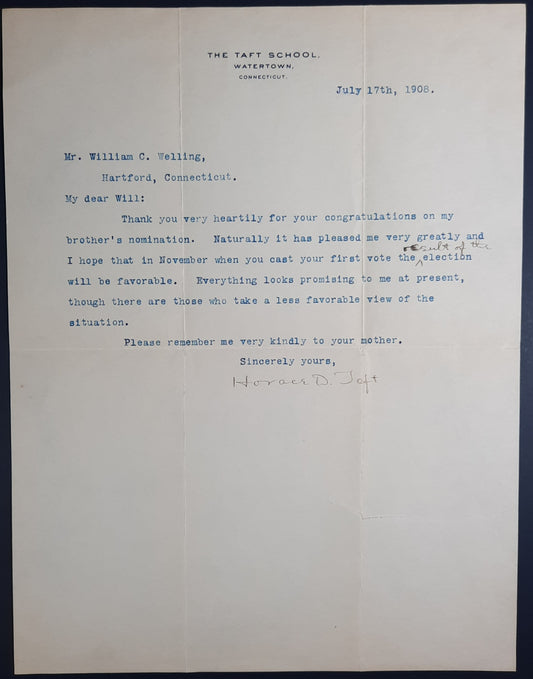 THE TAFT SCHOOL,
WATERTOWN,
CONNECTICUT.
July 17th, 1908.
Mr. William C. Welling,
Hartford, Connecticut.
My dear Will:
Thank you very heartily for your congratulations on my
brother's nomination. Naturally it has pleased me very greatly and
result of the
I hope that in November when you cast your first vote the ^ election
will be favorable. Everything looks promising to me at present,
though there are those who take a less favorable view of the
situation.
Please remember me very kindly to your mother.
Sincerely yours,
Horace D. Taft